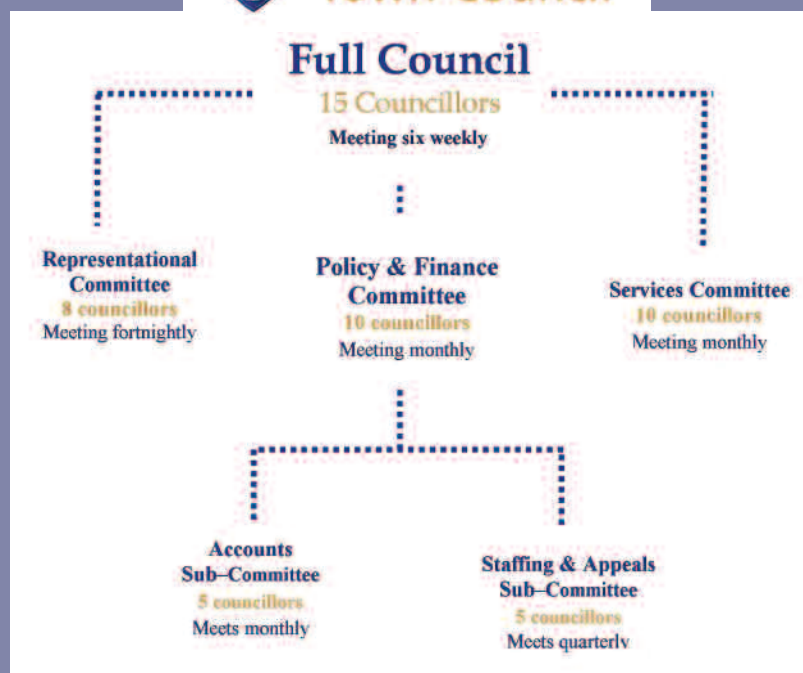 Full Council
15 Councillors
Meeting six weekly
Representational
Committee
8 councillors
Meeting fortnightly
Policy & Finance
Committee
10 councillors
Meeting monthly
Services Committee
10 councillors
Meeting monthly
Accounts
Sub–Committee
5 councillors
Meets monthly
Staffing & Appeals
Sub–Committee
5 councillors
Meets quarterly